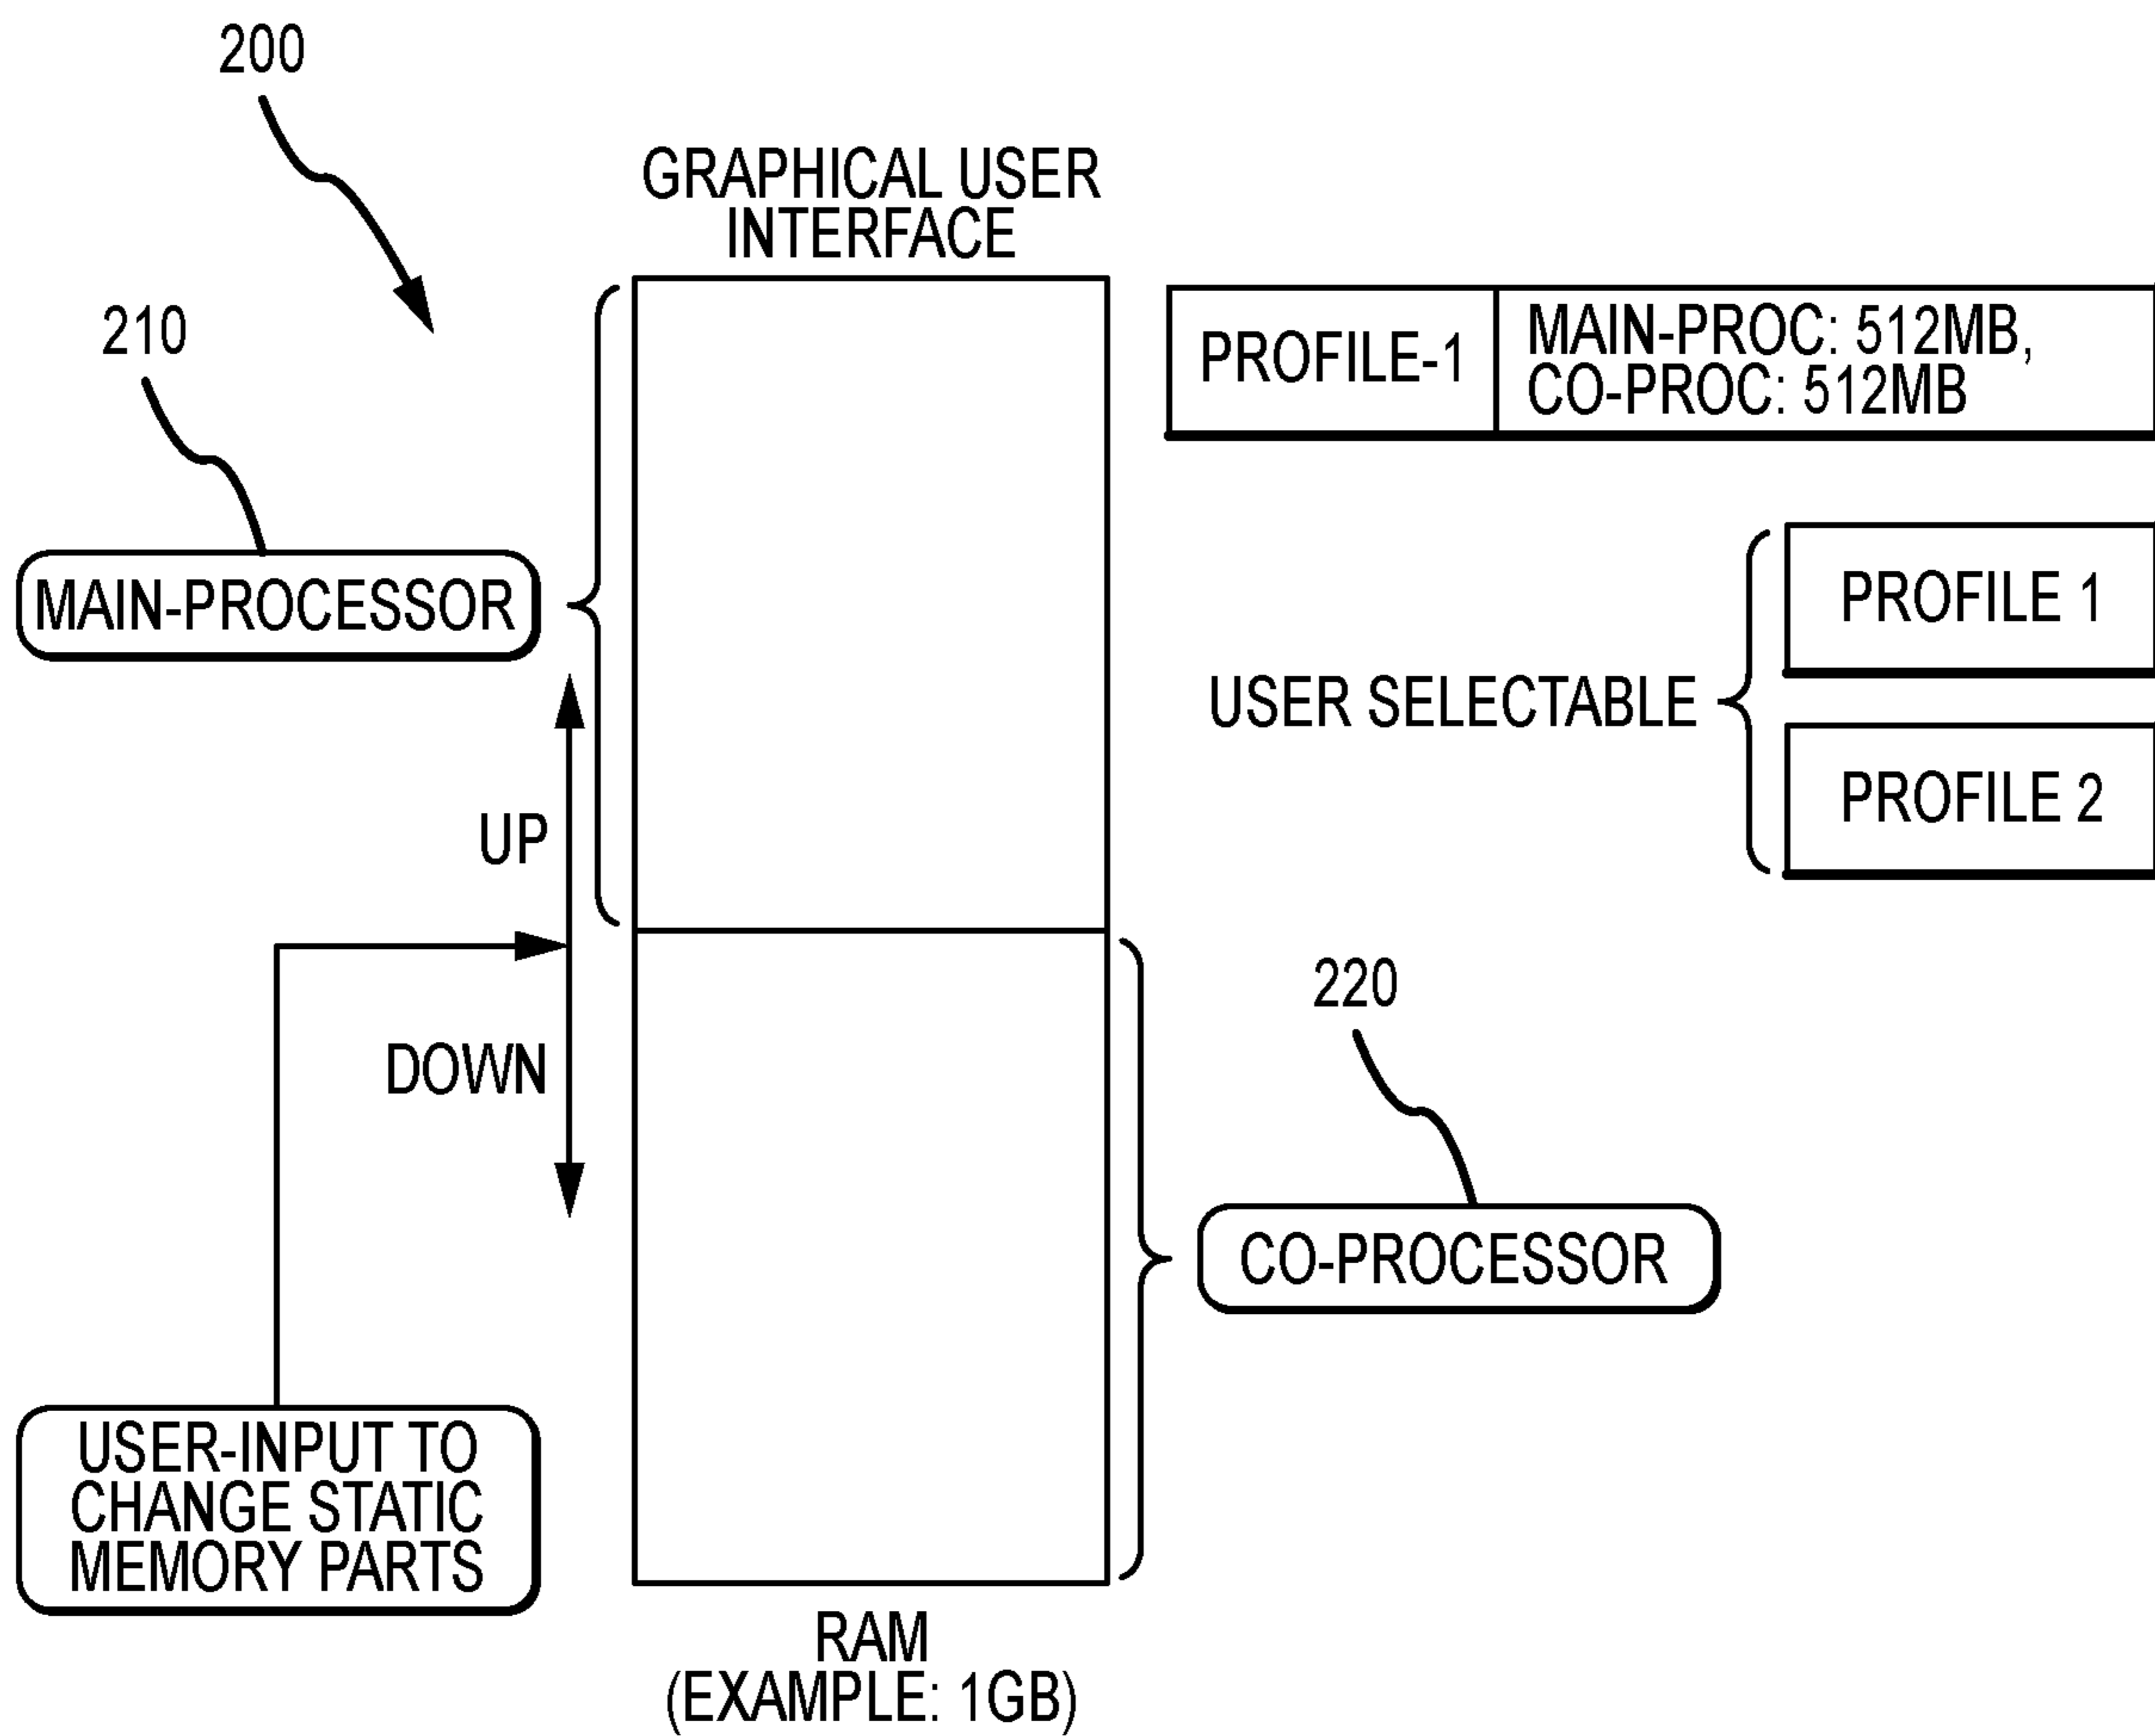 200
GRAPHICAL USER
INTERFACE
210
PROFILE-1
MAIN-PROC: 512MB,
CO-PROC: 512MB
MAIN-PROCESSOR
PROFILE 1
USER SELECTABLE
PROFILE 2
UP
220
DOWN
CO-PROCESSOR
USER-INPUT TO
CHANGE STATIC
MEMORY PARTS
RAM
(EXAMPLE: 1GB)